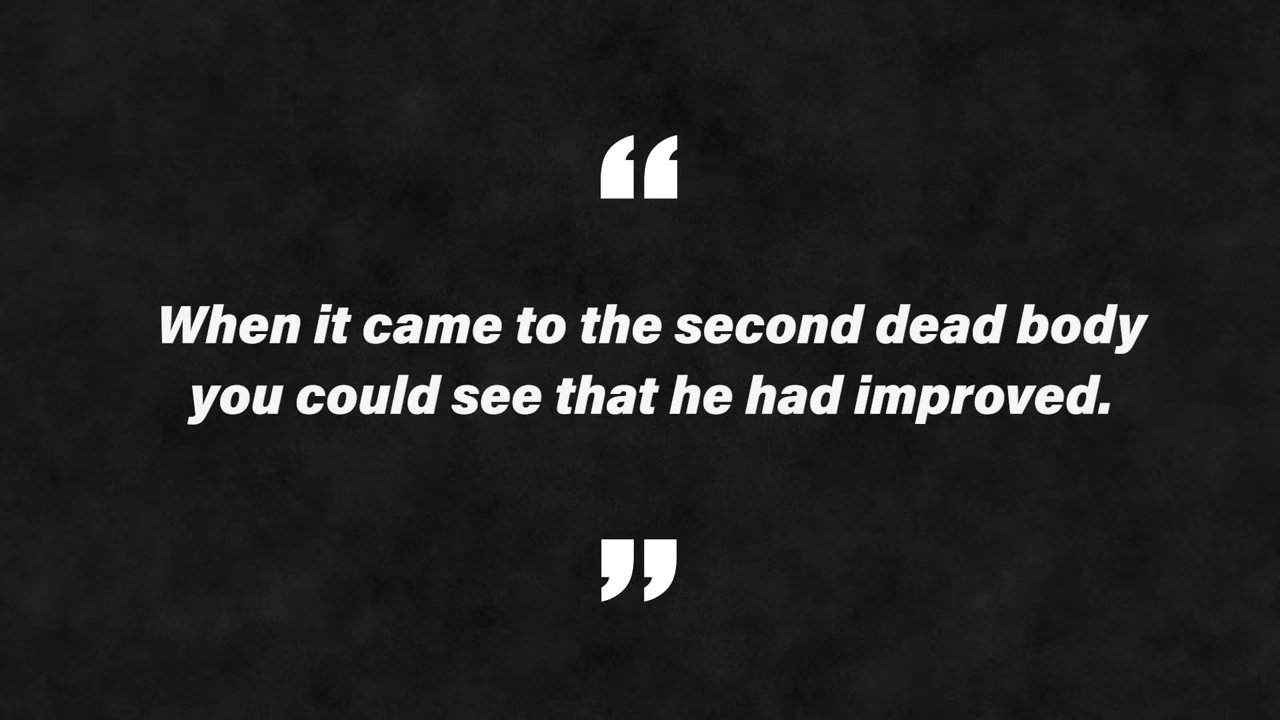 “
When it came to the second dead body
you could see that he had improved.
”